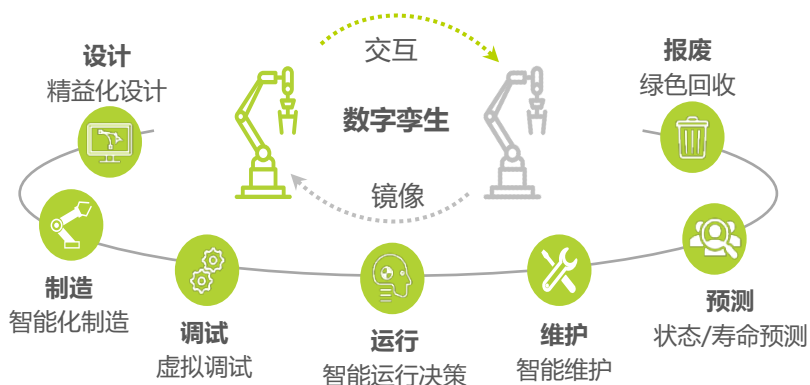 设计
精益化设计
交互
数字孪生
镜像
报废
绿色回收
制造
智能化制造
调试
虚拟调试
运行
智能运行决策
维护
智能维护
预测
状态/寿命预测